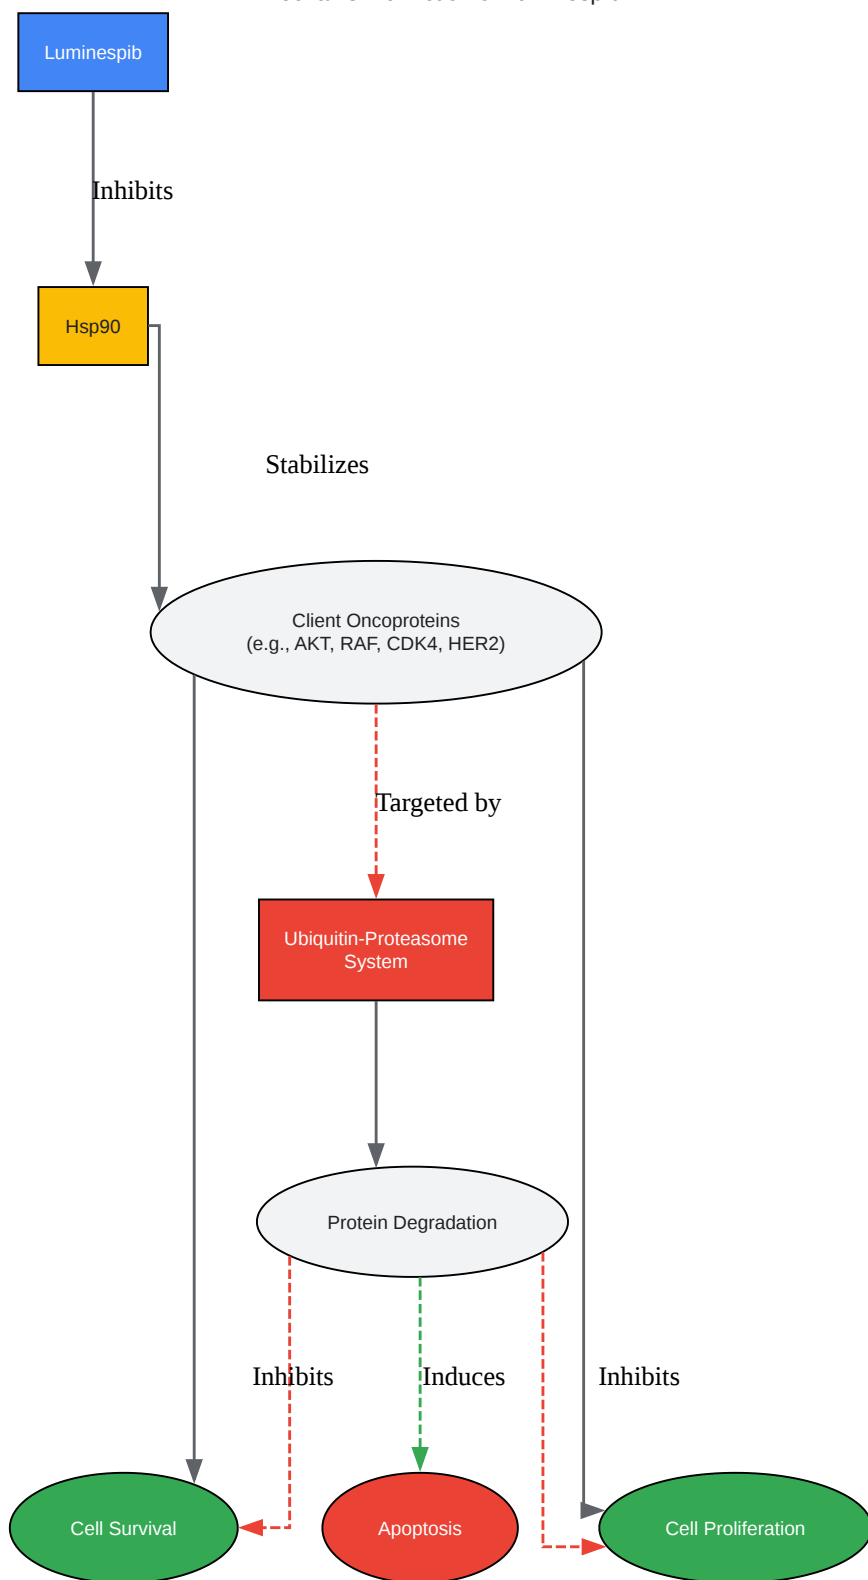 Luminespib
Inhibits
Hsp90
Stabilizes
Client Oncoproteins
(e.g., AKT, RAF, CDK4, HER2)
Targeted by
Ubiquitin-Proteasome
System
Protein Degradation
Inhibits
Induces
Inhibits
Cell Survival
Apoptosis
Cell Proliferation